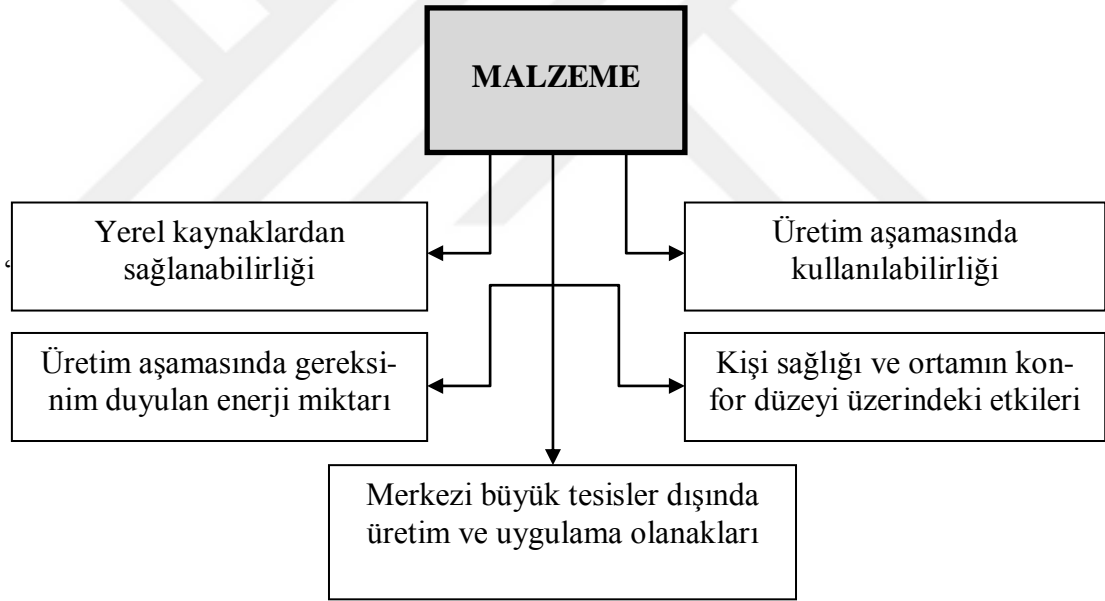 MALZEME
Yerel kaynaklardan
sağlanabilirliği
Üretim aşamasında
kullanılabilirliği
‘
Üretim aşamasında gereksi-
nim duyulan enerji miktarı
Kişi sağlığı ve ortamın kon-
for düzeyi üzerindeki etkileri
Merkezi büyük tesisler dışında
üretim ve uygulama olanakları